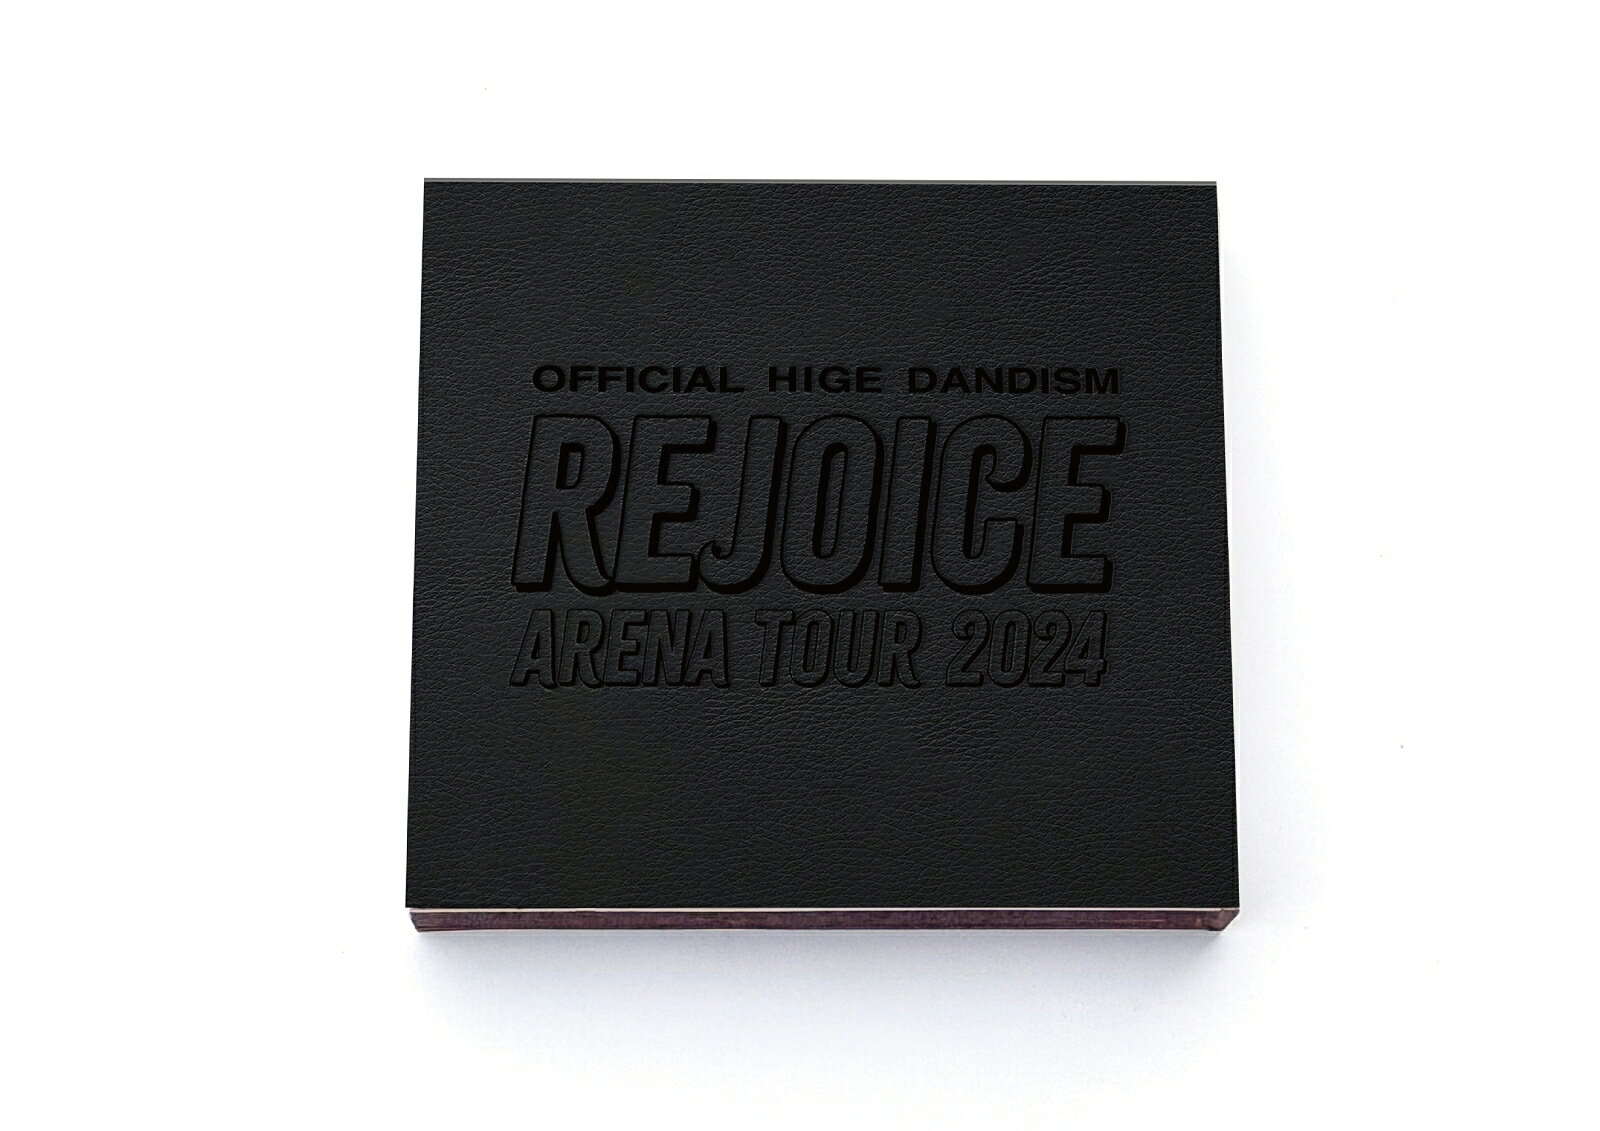 OFFICIAL HIGE DANDISM
REJOICE
ARENA TOUR 2024